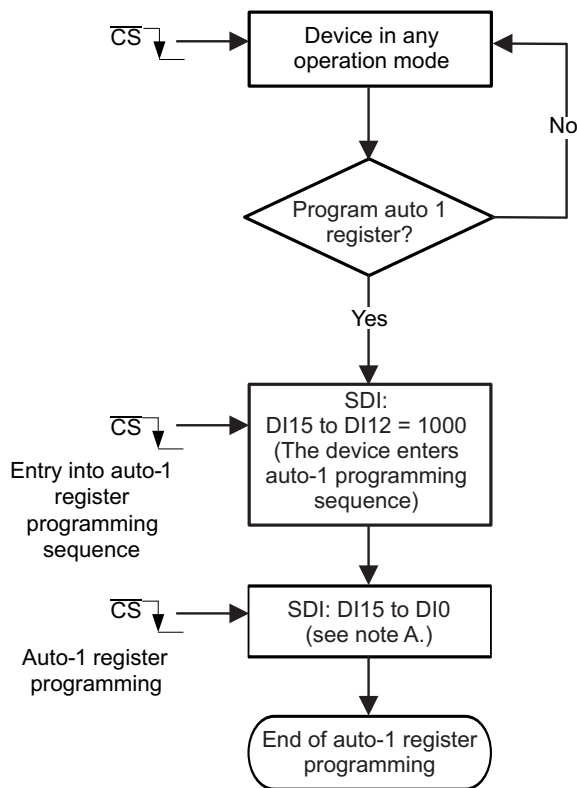 CS
Device in any
operation mode
No
Program auto 1
register?
Yes
SDI:
DI15 to DI12 = 1000
(The device enters
auto-1 programming
sequence)
CS
Entry into auto-1
register
programming
sequence
CS
SDI: DI15 to DI0
(see note A.)
Auto-1 register
programming
End of auto-1 register
programming